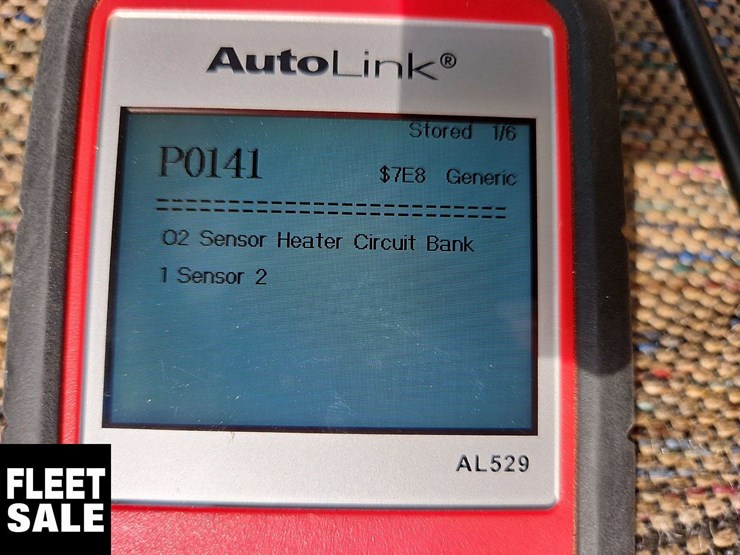 AutoLink®
Stored 1/6
P0141
$7E8 Generic
==============================
O2 Sensor Heater Circuit Bank
1 Sensor 2
AL529
FLEET
SALE